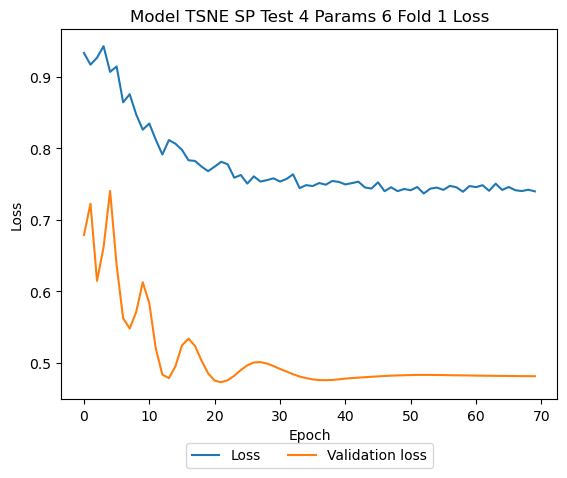 Model TSNE SP Test 4 Params 6 Fold 1 Loss
Loss
0.9
0.8
0.7
0.6
0.5
0 10 20 30 40 50 60 70
Epoch
Loss Validation loss